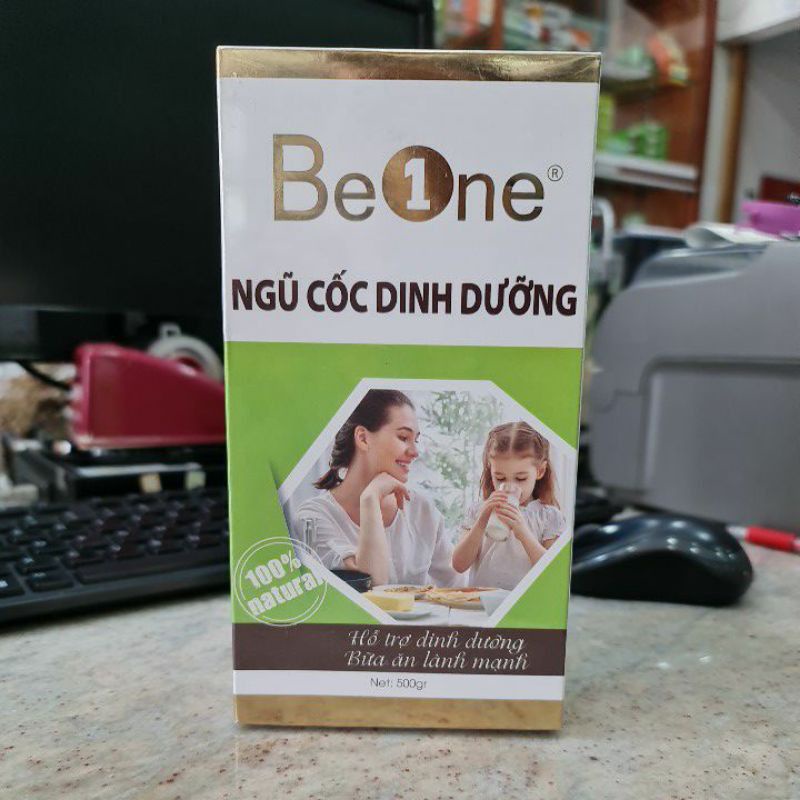 Be1ne®
NGŨ CỐC DINH DƯỠNG
100%
natural
Hỗ trợ dinh dưỡng
Bữa ăn lành mạnh
Net: 500gr